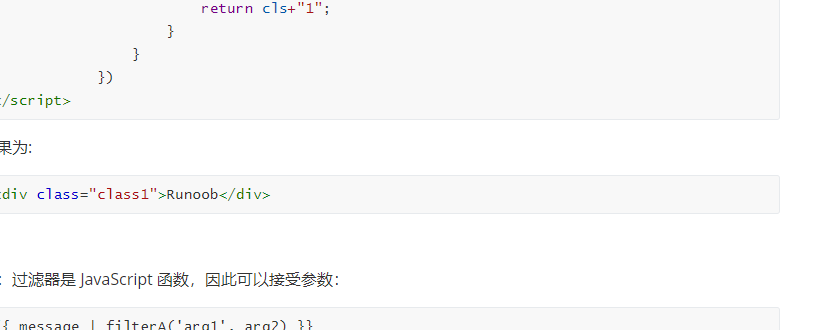 return cls+"1";
}
}
})
/script>
果为:
div class="class1">Runoob</div>
：过滤器是 JavaScript 函数，因此可以接受参数：
{ message | filterA('arg1', arg2) }}